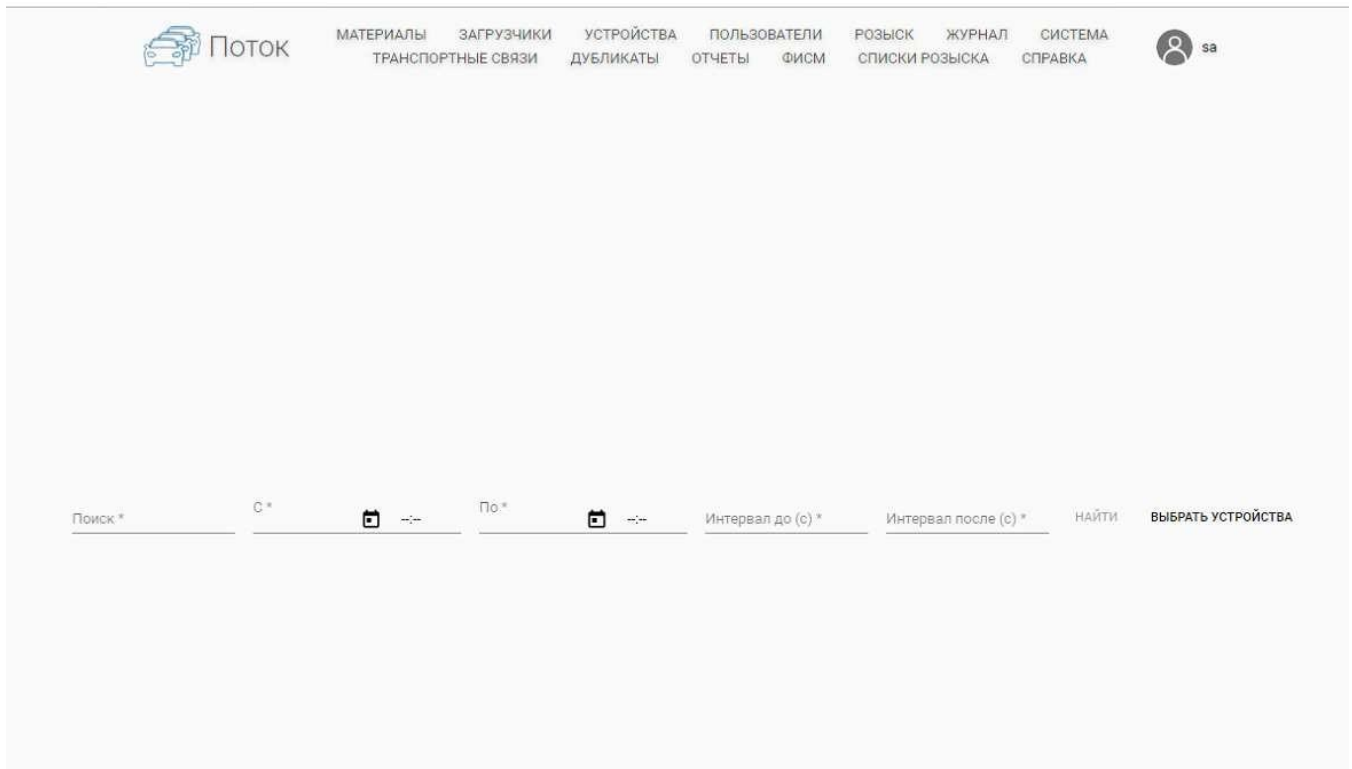 Поток
МАТЕРИАЛЫ ЗАГРУЗЧИКИ УСТРОЙСТВА ПОЛЬЗОВАТЕЛИ РОЗЫСК ЖУРНАЛ СИСТЕМА
ТРАНСПОРТНЫЕ СВЯЗИ ДУБЛИКАТЫ ОТЧЕТЫ ФИСМ СПИСКИ РОЗЫСКА СПРАВКА
sa
Поиск * С * --:-- По * --:-- Интервал до (с) * Интервал после (с) * НАЙТИ ВЫБРАТЬ УСТРОЙСТВА